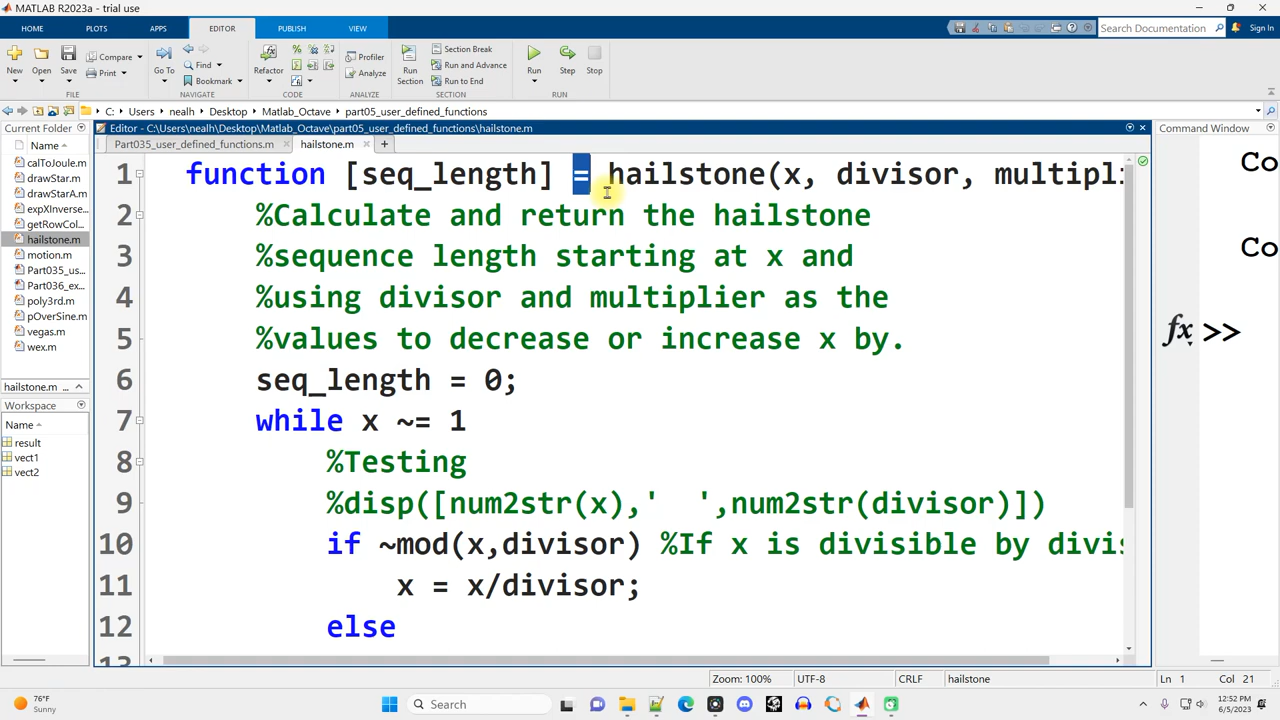 MATLAB R2023a - trial use
HOME PLOTS APPS EDITOR PUBLISH VIEW
Search Documentation
Sign In
New Open Save Compare Print
Go To Find Bookmark
Refactor
Profiler Analyze
Run Section Section Break Run and Advance Run to End
Run Step Stop
FILE NAVIGATE CODE ANALYZE SECTION RUN
C: Users nealh Desktop Matlab_Octave part05_user_defined_functions
Current Folder
Name
calToJoule.m
drawStar.m
drawStarA.m
expXInverse...
getRowCol...
hailstone.m
motion.m
Part035_us...
Part036_ex...
poly3rd.m
pOverSine.m
vegas.m
wex.m
hailstone.m ...
Workspace
Name
result
vect1
vect2
Editor - C:\Users\nealh\Desktop\Matlab_Octave\part05_user_defined_functions\hailstone.m
Part035_user_defined_functions.m hailstone.m +
1 function [seq_length] = hailstone(x, divisor, multipli
2 %Calculate and return the hailstone
3 %sequence length starting at x and
4 %using divisor and multiplier as the
5 %values to decrease or increase x by.
6 seq_length = 0;
7 while x ~= 1
8 %Testing
9 %disp([num2str(x),'  ',num2str(divisor)])
10 if ~mod(x,divisor) %If x is divisible by divis
11 x = x/divisor;
12 else
13
Command Window
Co
Co
fx >>
Zoom: 100% UTF-8 CRLF hailstone Ln 1 Col 21
76°F
Sunny
Search
12:52 PM
6/5/2023